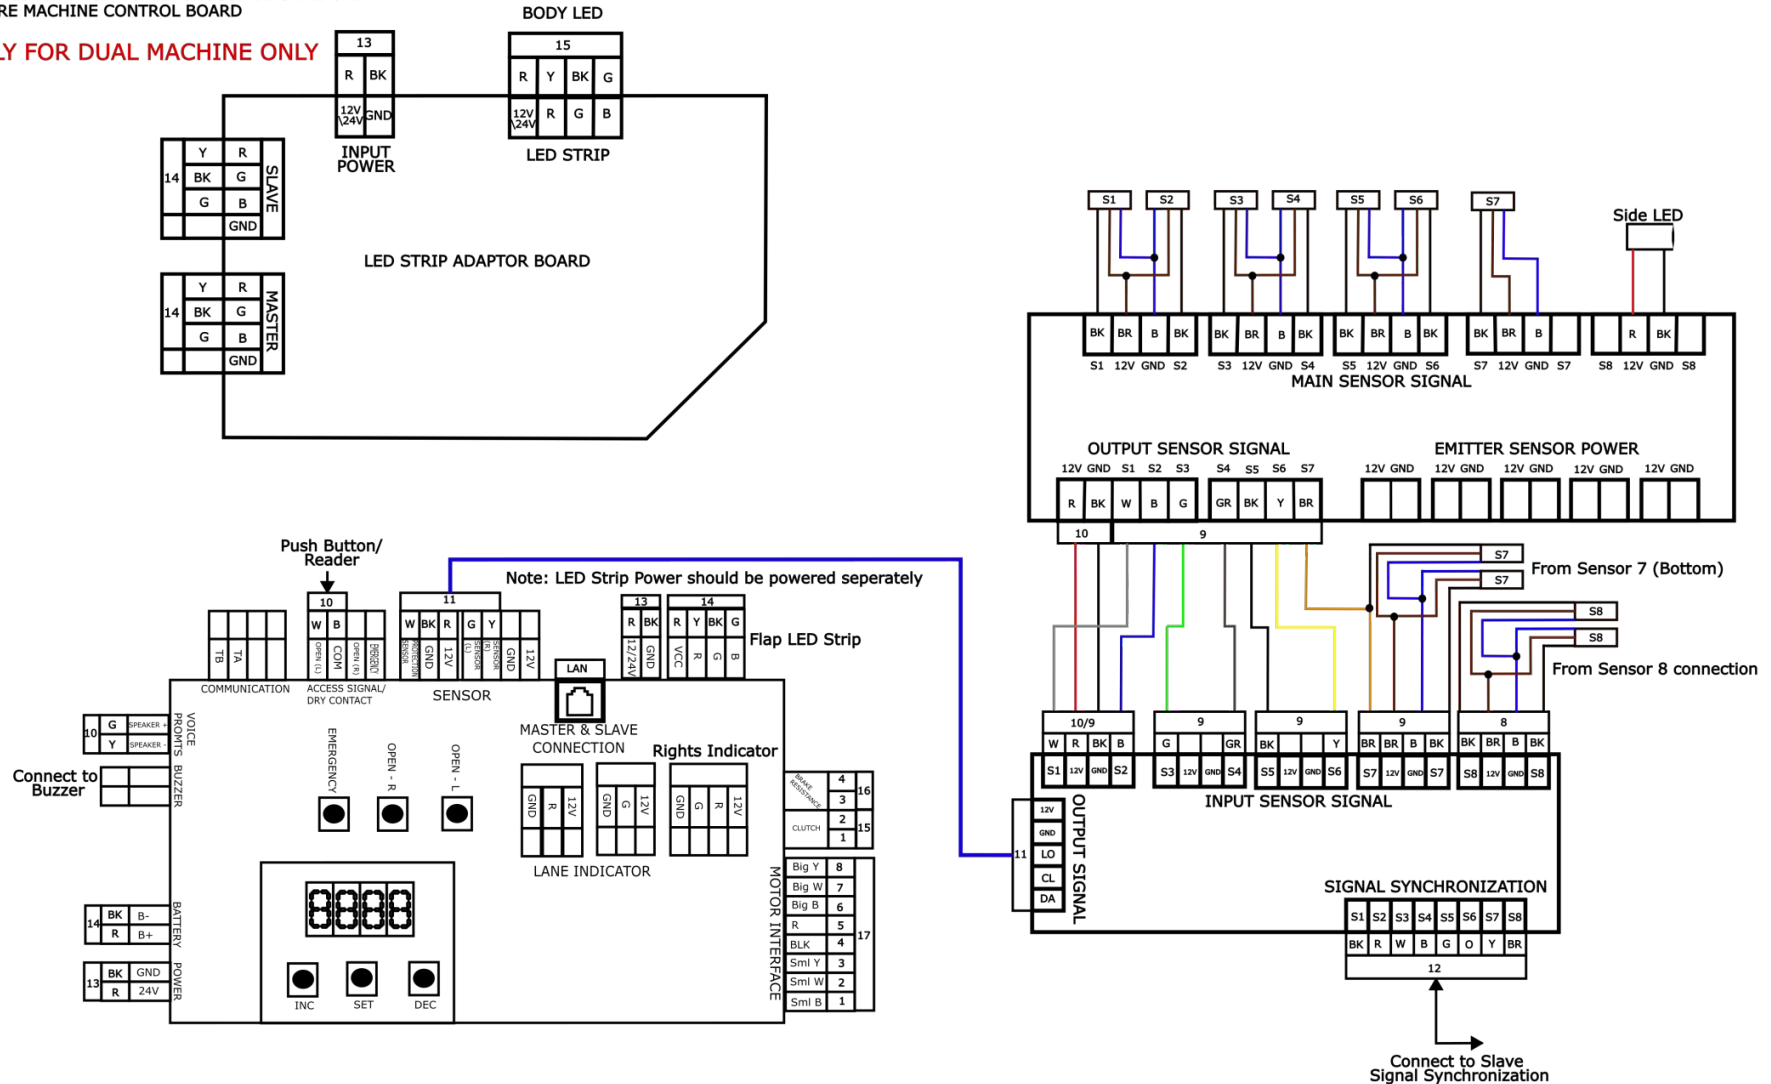 RE MACHINE CONTROL BOARD
LY FOR DUAL MACHINE ONLY
13
R BK
12V\24V GND
INPUT
POWER
BODY LED
15
R Y BK G
12V\24V R G B
LED STRIP
14
Y R
BK G
G B
GND
SLAVE
14
Y R
BK G
G B
GND
MASTER
LED STRIP ADAPTOR BOARD
S1 S2 S3 S4 S5 S6 S7
Side LED
BK BR B BK BK BR B BK BK BR B BK BK BR B R BK
S1 12V GND S2 S3 12V GND S4 S5 12V GND S6 S7 12V GND S7 S8 12V GND S8
MAIN SENSOR SIGNAL
OUTPUT SENSOR SIGNAL
EMITTER SENSOR POWER
12V GND S1 S2 S3 S4 S5 S6 S7
12V GND 12V GND 12V GND 12V GND 12V GND
R BK W B G GR BK Y BR
10 9
S7
S7
From Sensor 7 (Bottom)
S8
S8
From Sensor 8 connection
10/9 9 9 9 8
W R BK B G GR BK Y BR BR B BK BK BR B BK
S1 12V GND S2 S3 12V GND S4 S5 12V GND S6 S7 12V GND S7 S8 12V GND S8
INPUT SENSOR SIGNAL
11
12V
GND
LO
CL
DA
OUTPUT SIGNAL
SIGNAL SYNCHRONIZATION
S1 S2 S3 S4 S5 S6 S7 S8
BK R W B G O Y BR
12
Connect to Slave
Signal Synchronization
Push Button/
Reader
Note: LED Strip Power should be powered seperately
TB TA
COMMUNICATION
10
W B
OPEN (L) COM OPEN (R) EMERGENCY
ACCESS SIGNAL/
DRY CONTACT
11
W BK R G Y
PROTECTION SENSOR GND 12V SENSOR (L) SENSOR (R) GND 12V
SENSOR
LAN
MASTER & SLAVE
CONNECTION
13
R BK
12/24V GND
14
R Y BK G
VCC R G B
Flap LED Strip
10
G SPEAKER +
Y SPEAKER -
VOICE
PROMTS
Connect to
Buzzer
BUZZER
EMERGENCY
OPEN - R
OPEN - L
Rights Indicator
GND R 12V
GND G 12V
GND G R 12V
LANE INDICATOR
BRAKE
RESISTANCE
4
3
16
CLUTCH
2
1
15
Big Y 8
Big W 7
Big B 6
R 5
BLK 4
Sml Y 3
Sml W 2
Sml B 1
17
MOTOR INTERFACE
14
BK B-
R B+
BATTERY
13
BK GND
R 24V
POWER
8888
INC SET DEC